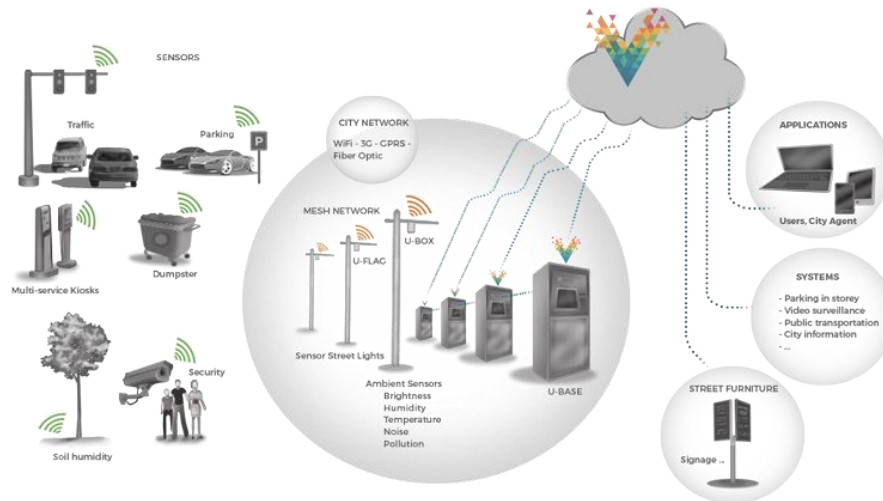 SENSORS
Traffic
Parking
P
Multi-service Kiosks
Dumpster
Security
Soil humidity
CITY NETWORK
WiFi - 3G - GPRS -
Fiber Optic
MESH NETWORK
U-BOX
U-FLAG
Sensor Street Lights
Ambient Sensors
Brightness
Humidity
Temperature
Noise
Pollution
U-BASE
APPLICATIONS
Users, City Agent
SYSTEMS
- Parking in storey
- Video surveillance
- Public transportation
- City information
- ...
STREET FURNITURE
Signage ...